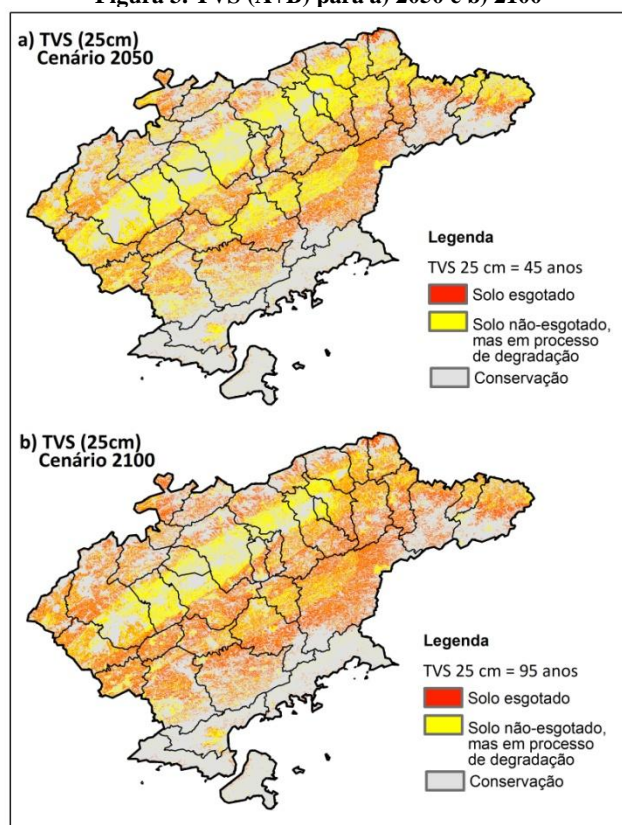 Figura 5. TVS (A+B) para a) 2050 e b) 2100
a) TVS (25cm)
Cenário 2050
Legenda
TVS 25 cm = 45 anos
Solo esgotado
Solo não-esgotado,
mas em processo
de degradação
Conservação
b) TVS (25cm)
Cenário 2100
Legenda
TVS 25 cm = 95 anos
Solo esgotado
Solo não-esgotado,
mas em processo
de degradação
Conservação